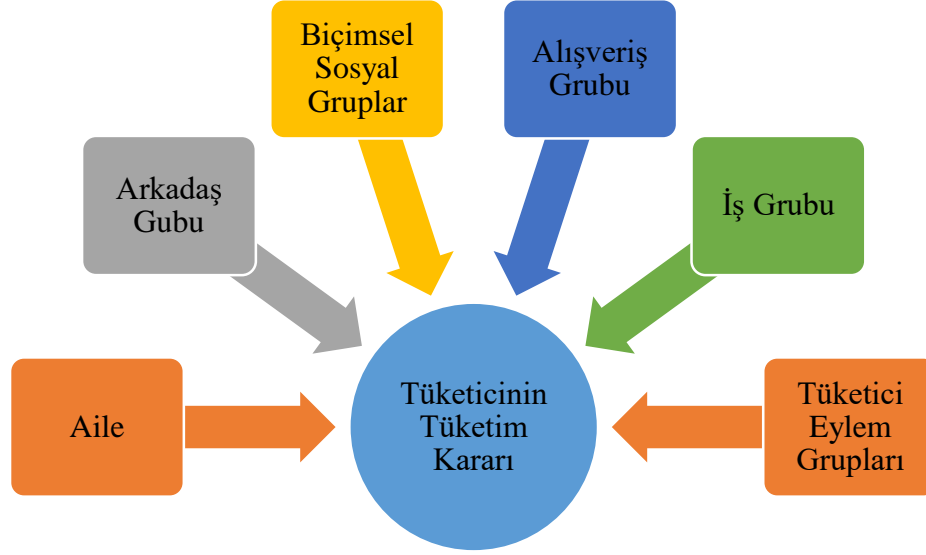 Biçimsel
Sosyal
Gruplar
Alışveriş
Grubu
Arkadaş
Gubu
İş Grubu
Aile
Tüketicinin
Tüketim
Kararı
Tüketici
Eylem
Grupları